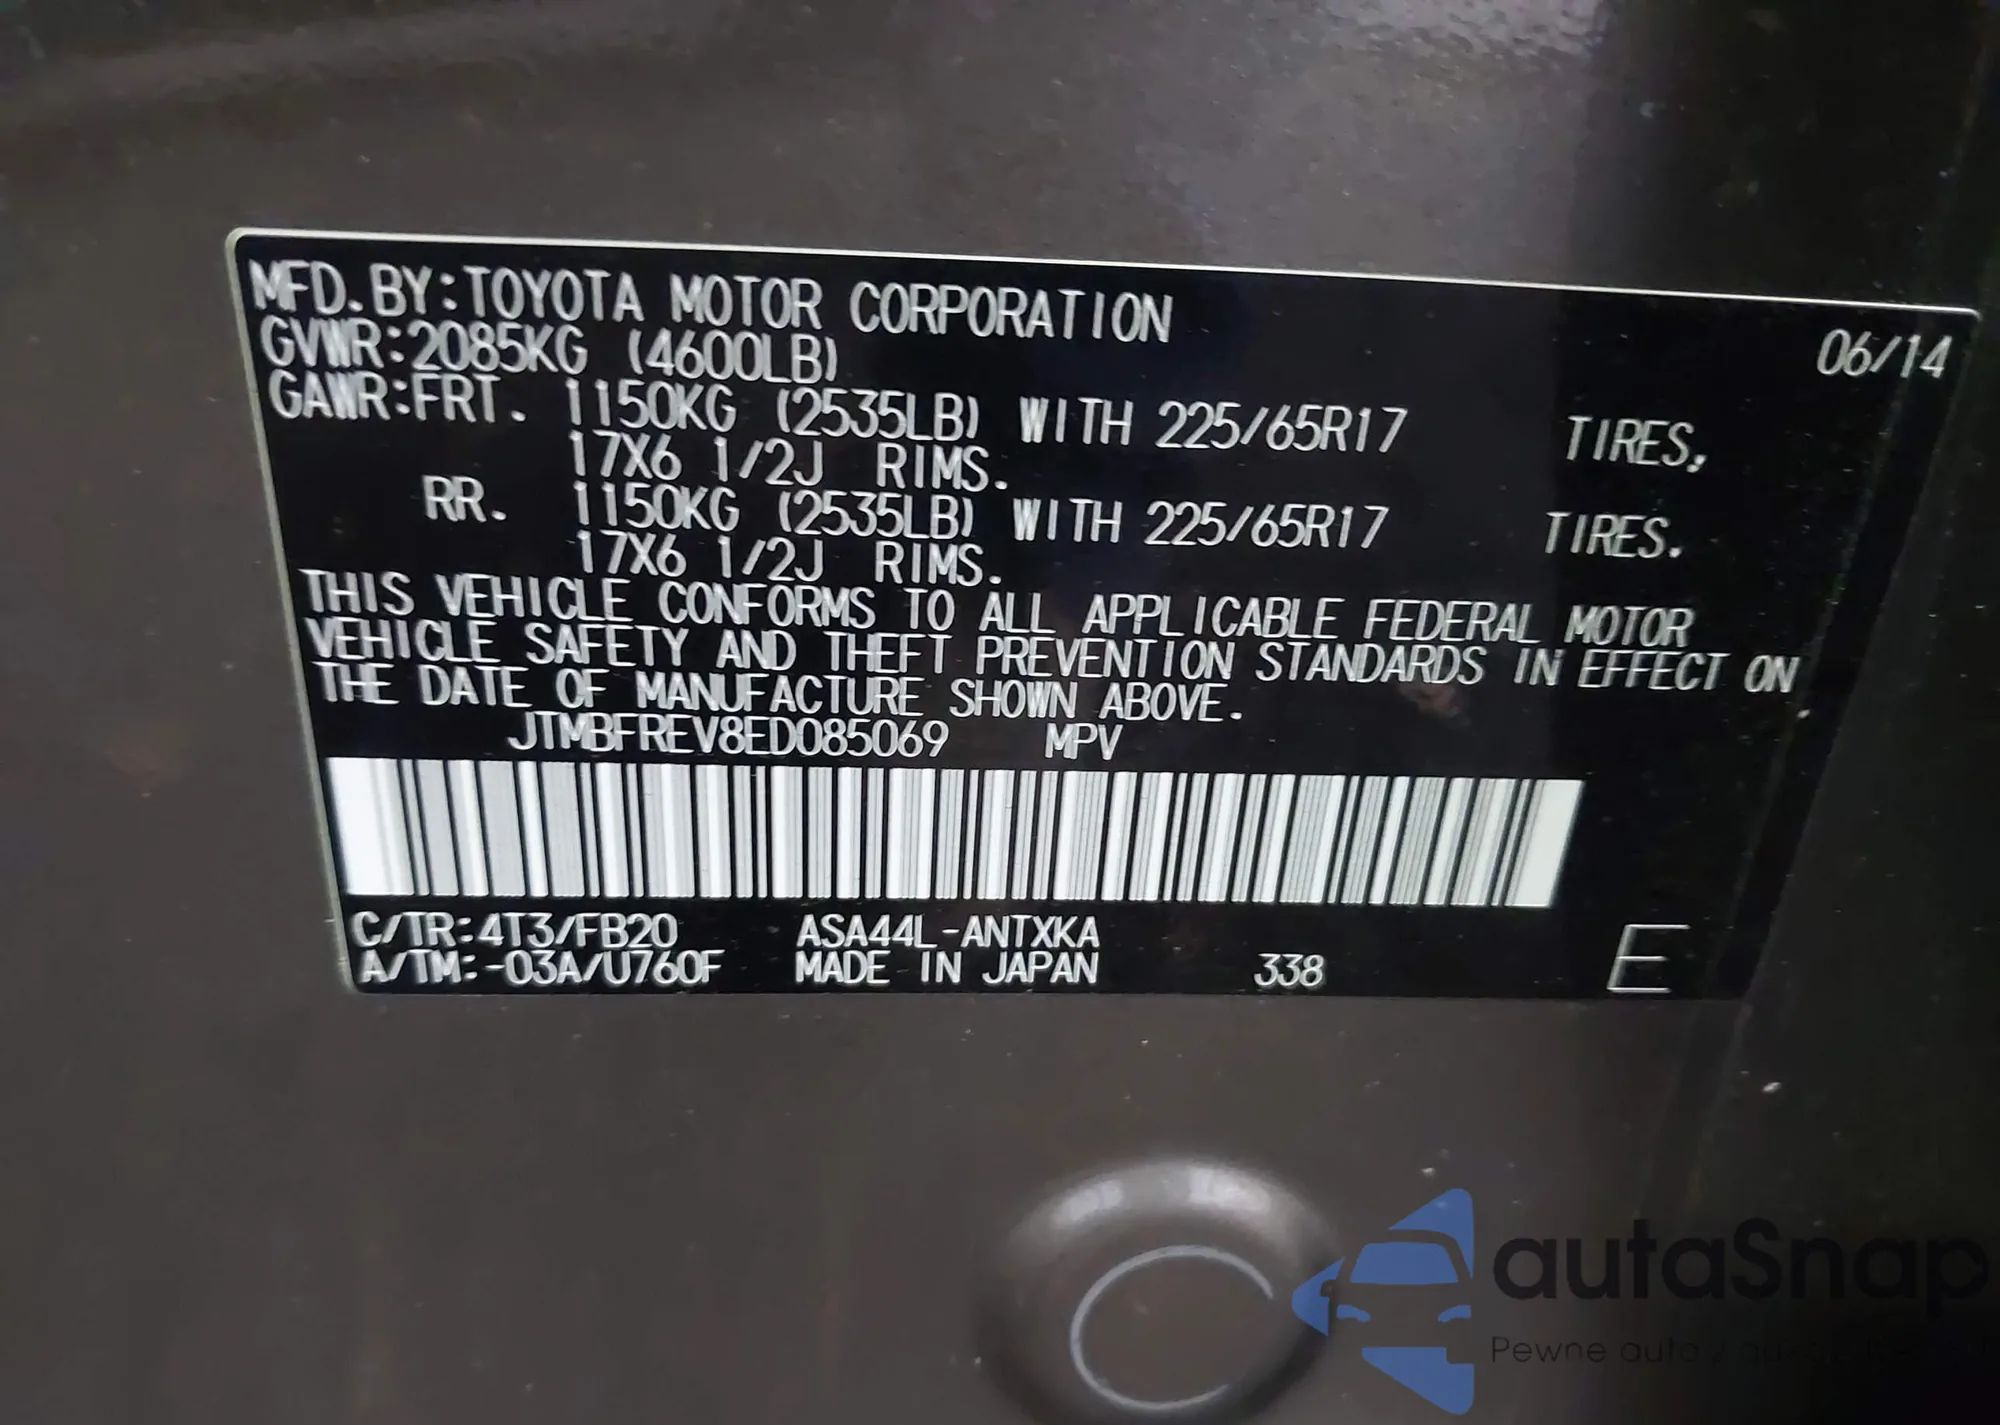 MFD.BY:TOYOTA MOTOR CORPORATION 06/14
GVWR:2085KG (4600LB)
GAWR:FRT. 1150KG (2535LB) WITH 225/65R17 TIRES,
17X6 1/2J RIMS.
RR. 1150KG (2535LB) WITH 225/65R17 TIRES.
17X6 1/2J RIMS.
THIS VEHICLE CONFORMS TO ALL APPLICABLE FEDERAL MOTOR
VEHICLE SAFETY AND THEFT PREVENTION STANDARDS IN EFFECT ON
THE DATE OF MANUFACTURE SHOWN ABOVE.
JTMBFREV8ED085069 MPV
C/TR:4T3/FB20 ASA44L-ANTXKA
A/TM:-03A/U760F MADE IN JAPAN 338 E
autaSnap
Pewne auta z